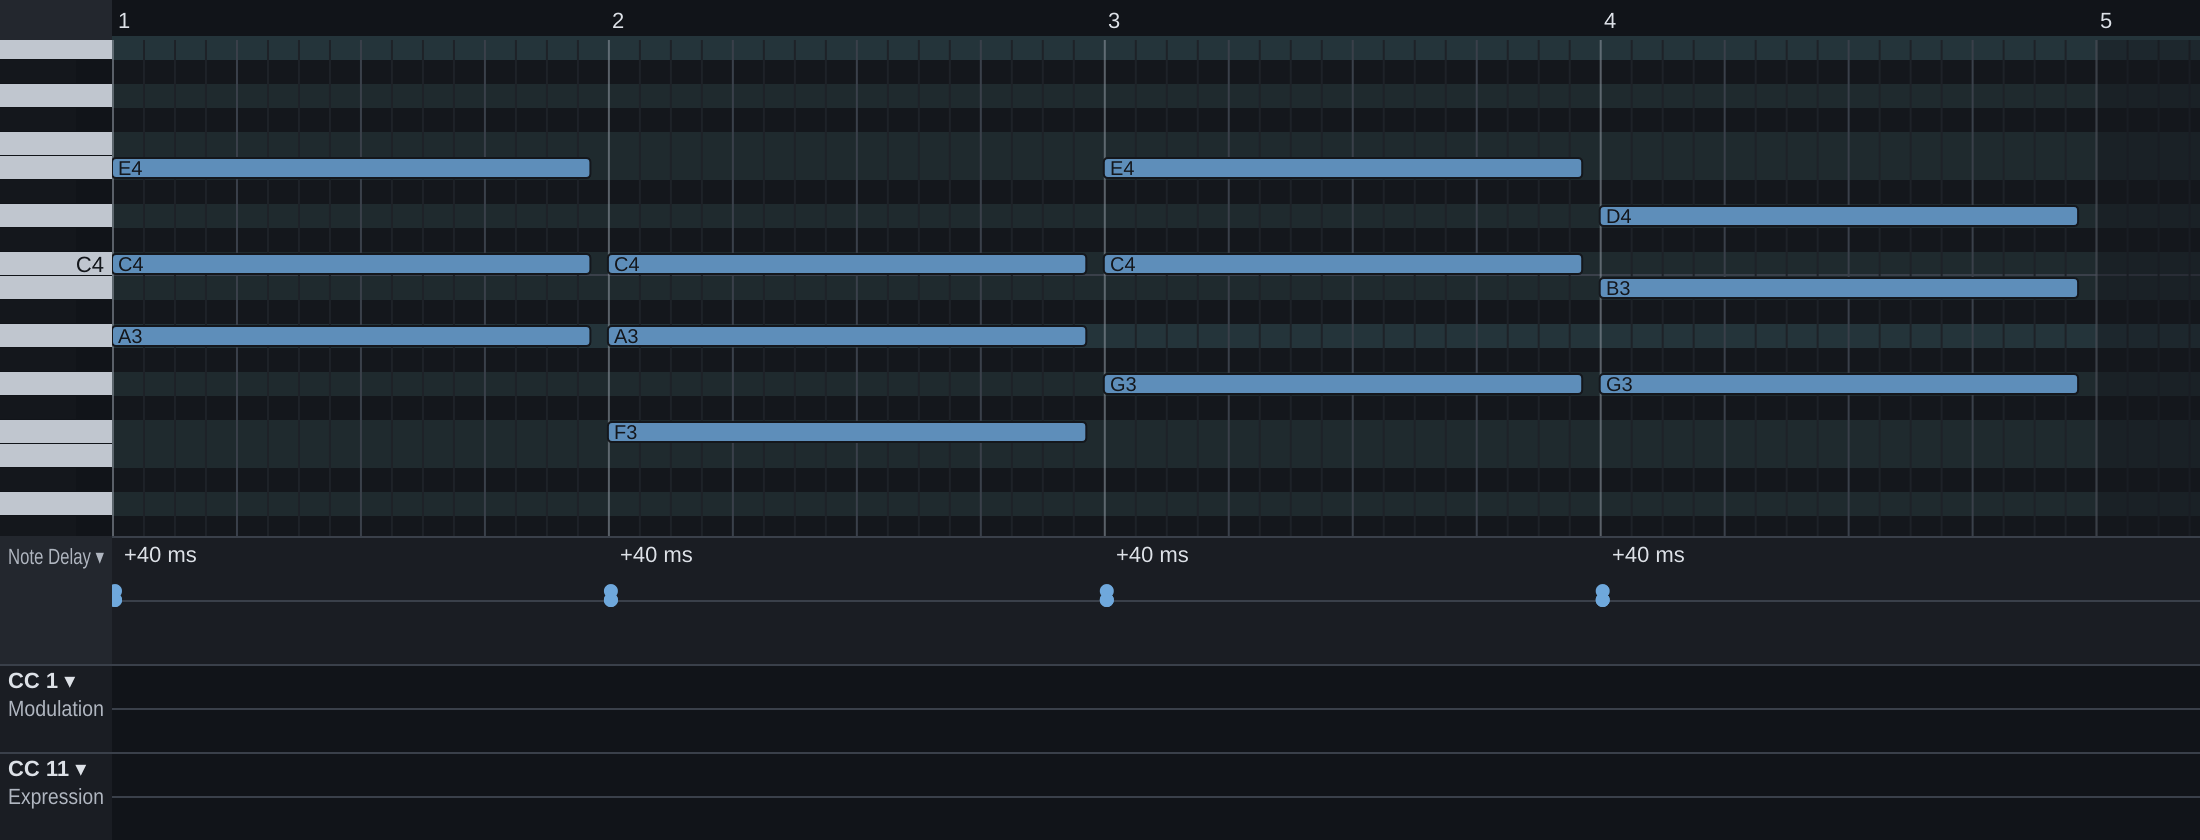 1 2 3 4 5
E4 E4
D4
C4 C4 C4 C4
B3
A3 A3
G3 G3
F3
Note Delay ▾ +40 ms +40 ms +40 ms +40 ms
CC 1 ▾
Modulation
CC 11 ▾
Expression